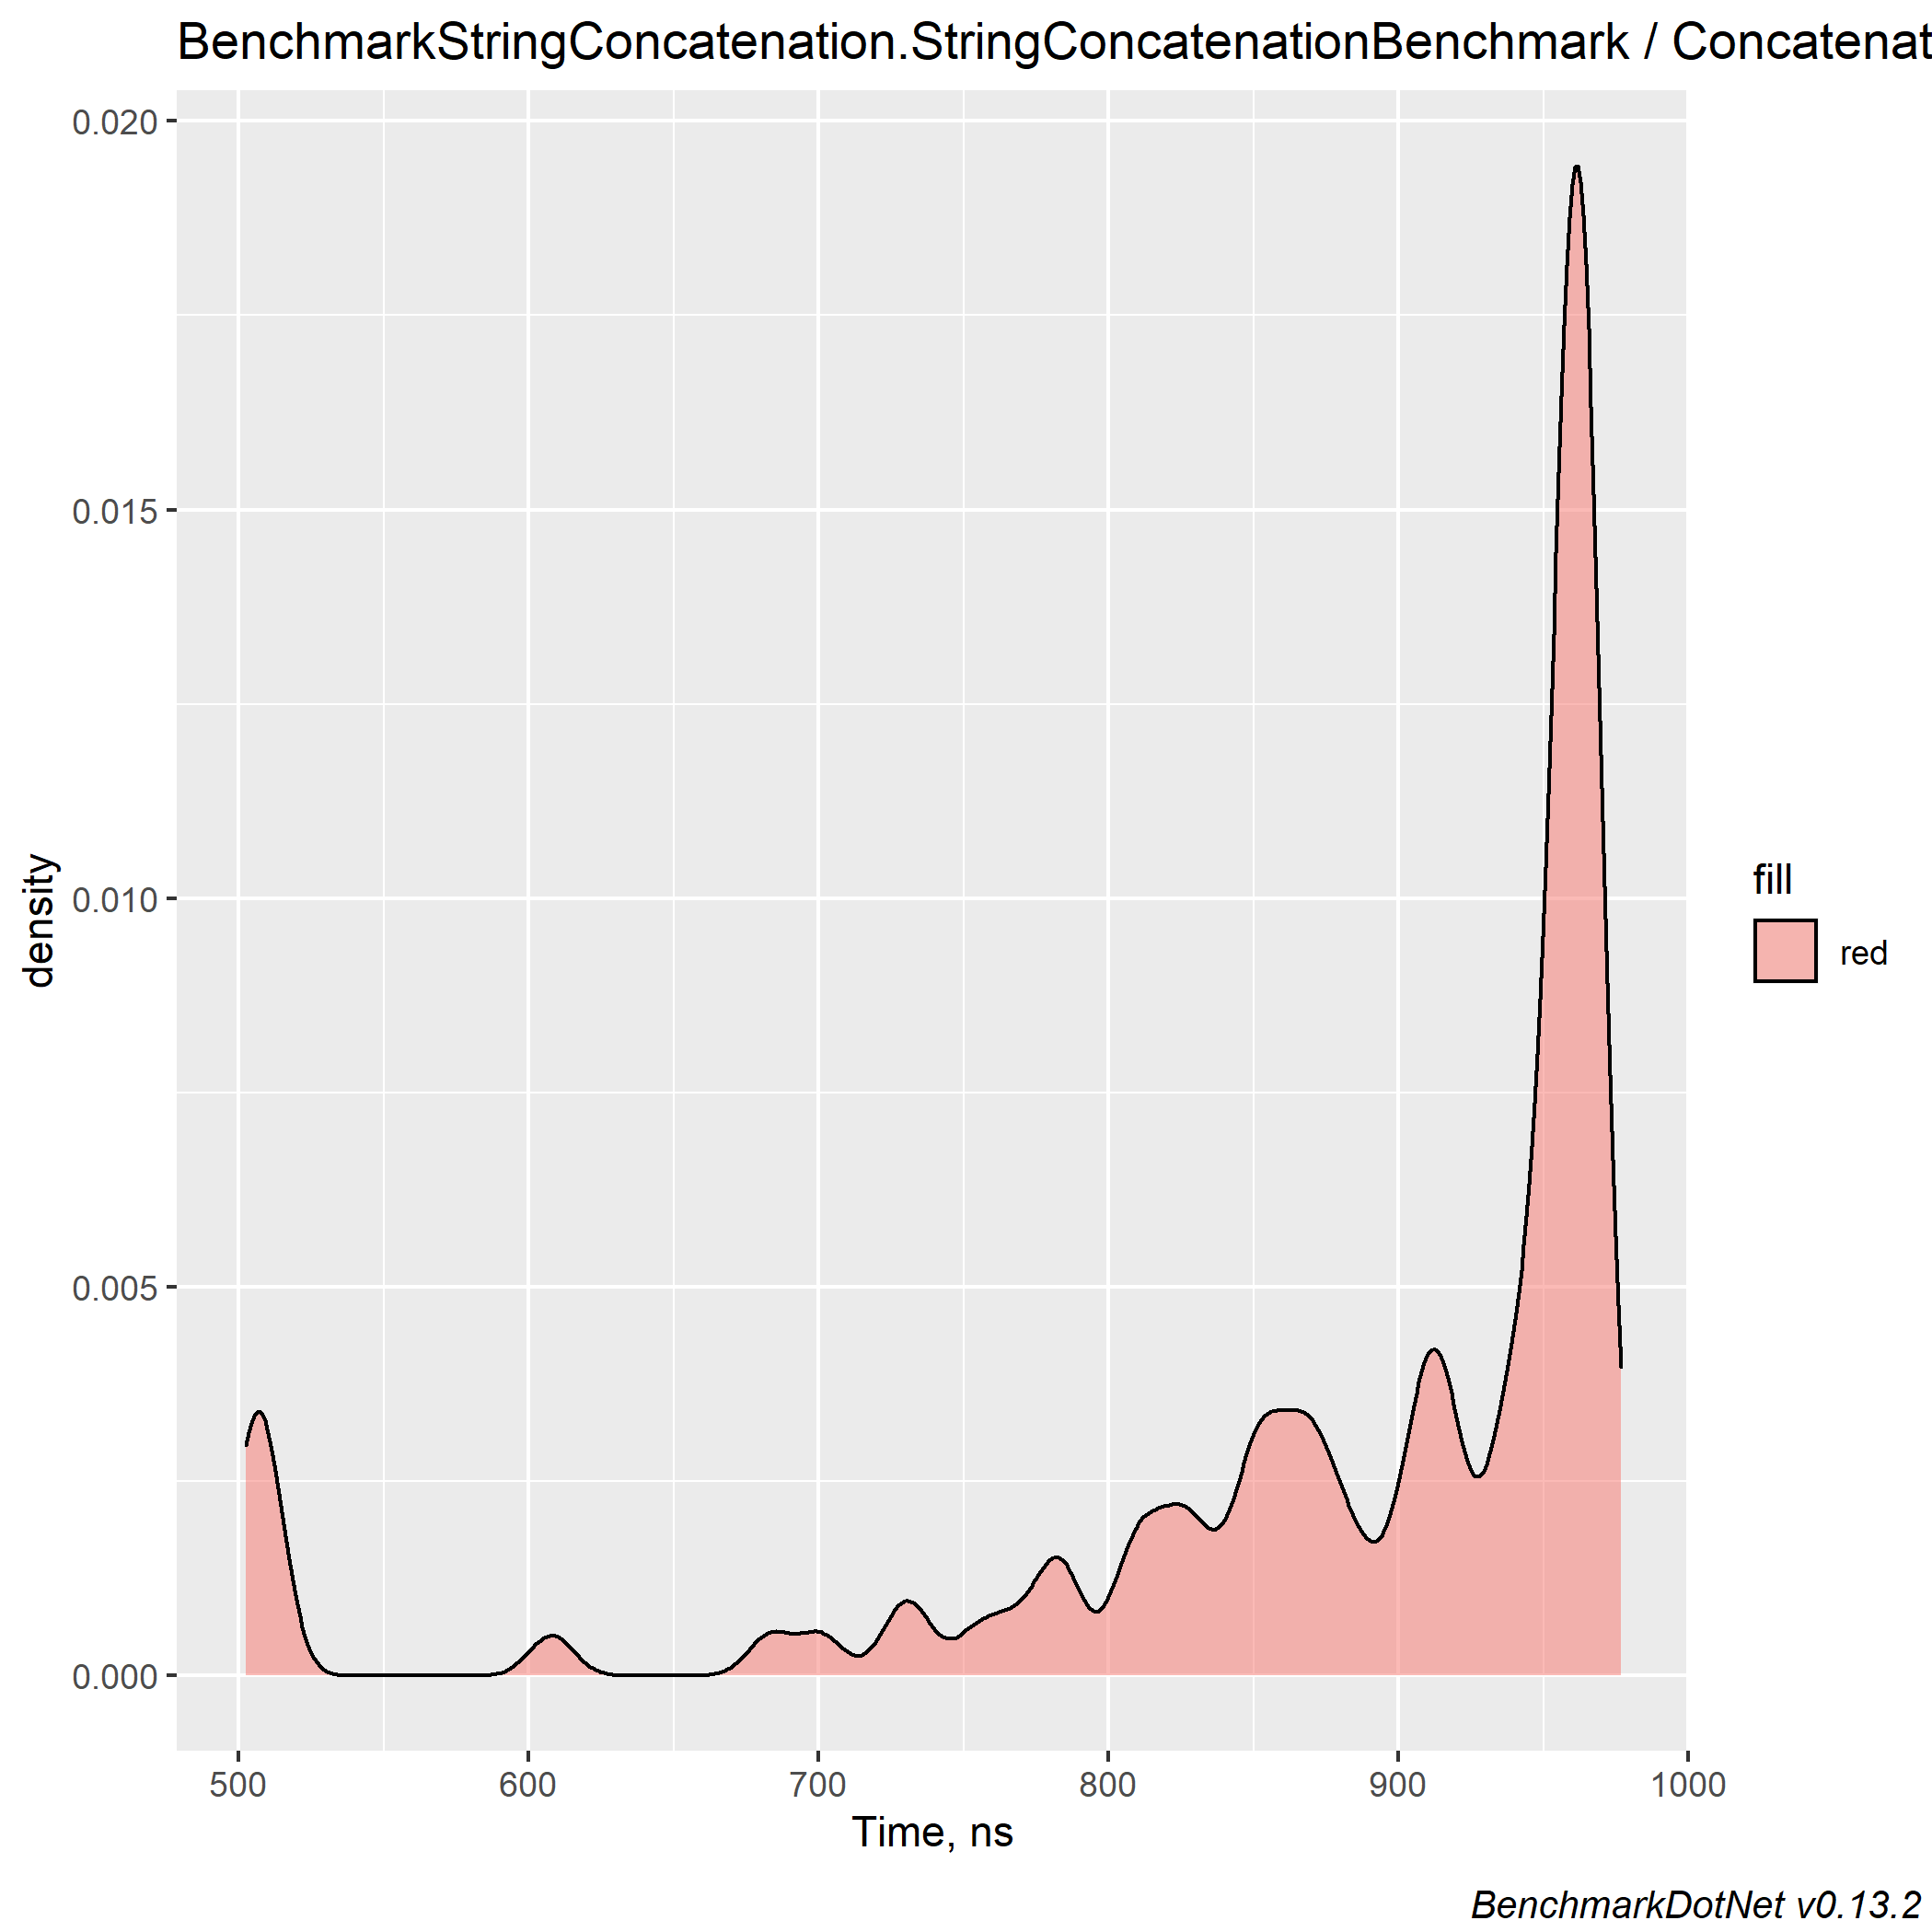 BenchmarkStringConcatenation.StringConcatenationBenchmark / Concatenat
0.020
0.015
0.010
0.005
0.000
density
500 600 700 800 900 1000
Time, ns
fill
red
BenchmarkDotNet v0.13.2